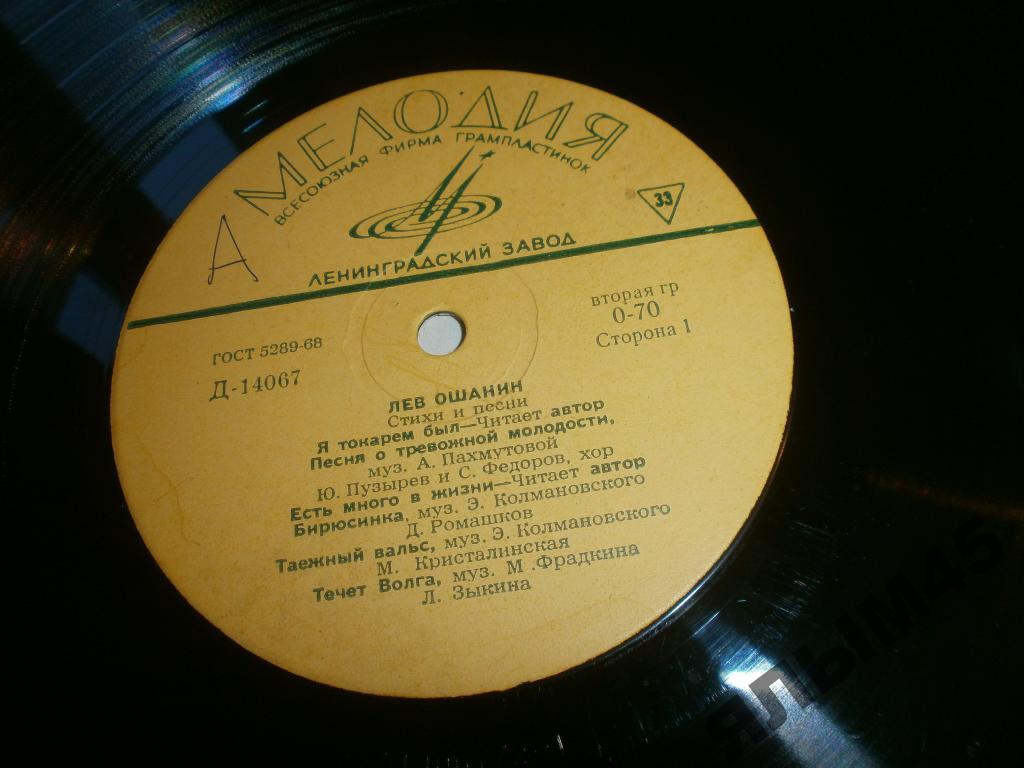 МЕЛОДИЯ
ВСЕСОЮЗНАЯ ФИРМА ГРАМПЛАСТИНОК
А
33
ЛЕНИНГРАДСКИЙ ЗАВОД
ГОСТ 5289-68
Д-14067
вторая гр
0-70
Сторона 1
ЛЕВ ОШАНИН
Стихи и песни
Я токарем был—Читает автор
Песня о тревожной молодости,
муз. А. Пахмутовой
Ю. Пузырев и С. Федоров, хор
Есть много в жизни—Читает автор
Бирюсинка, муз. Э. Колмановского
Д. Ромашков
Таежный вальс, муз. Э. Колмановского
М. Кристалинская
Течет Волга, муз. М .Фрадкина
Л. Зыкина
ЯЛЫМ45